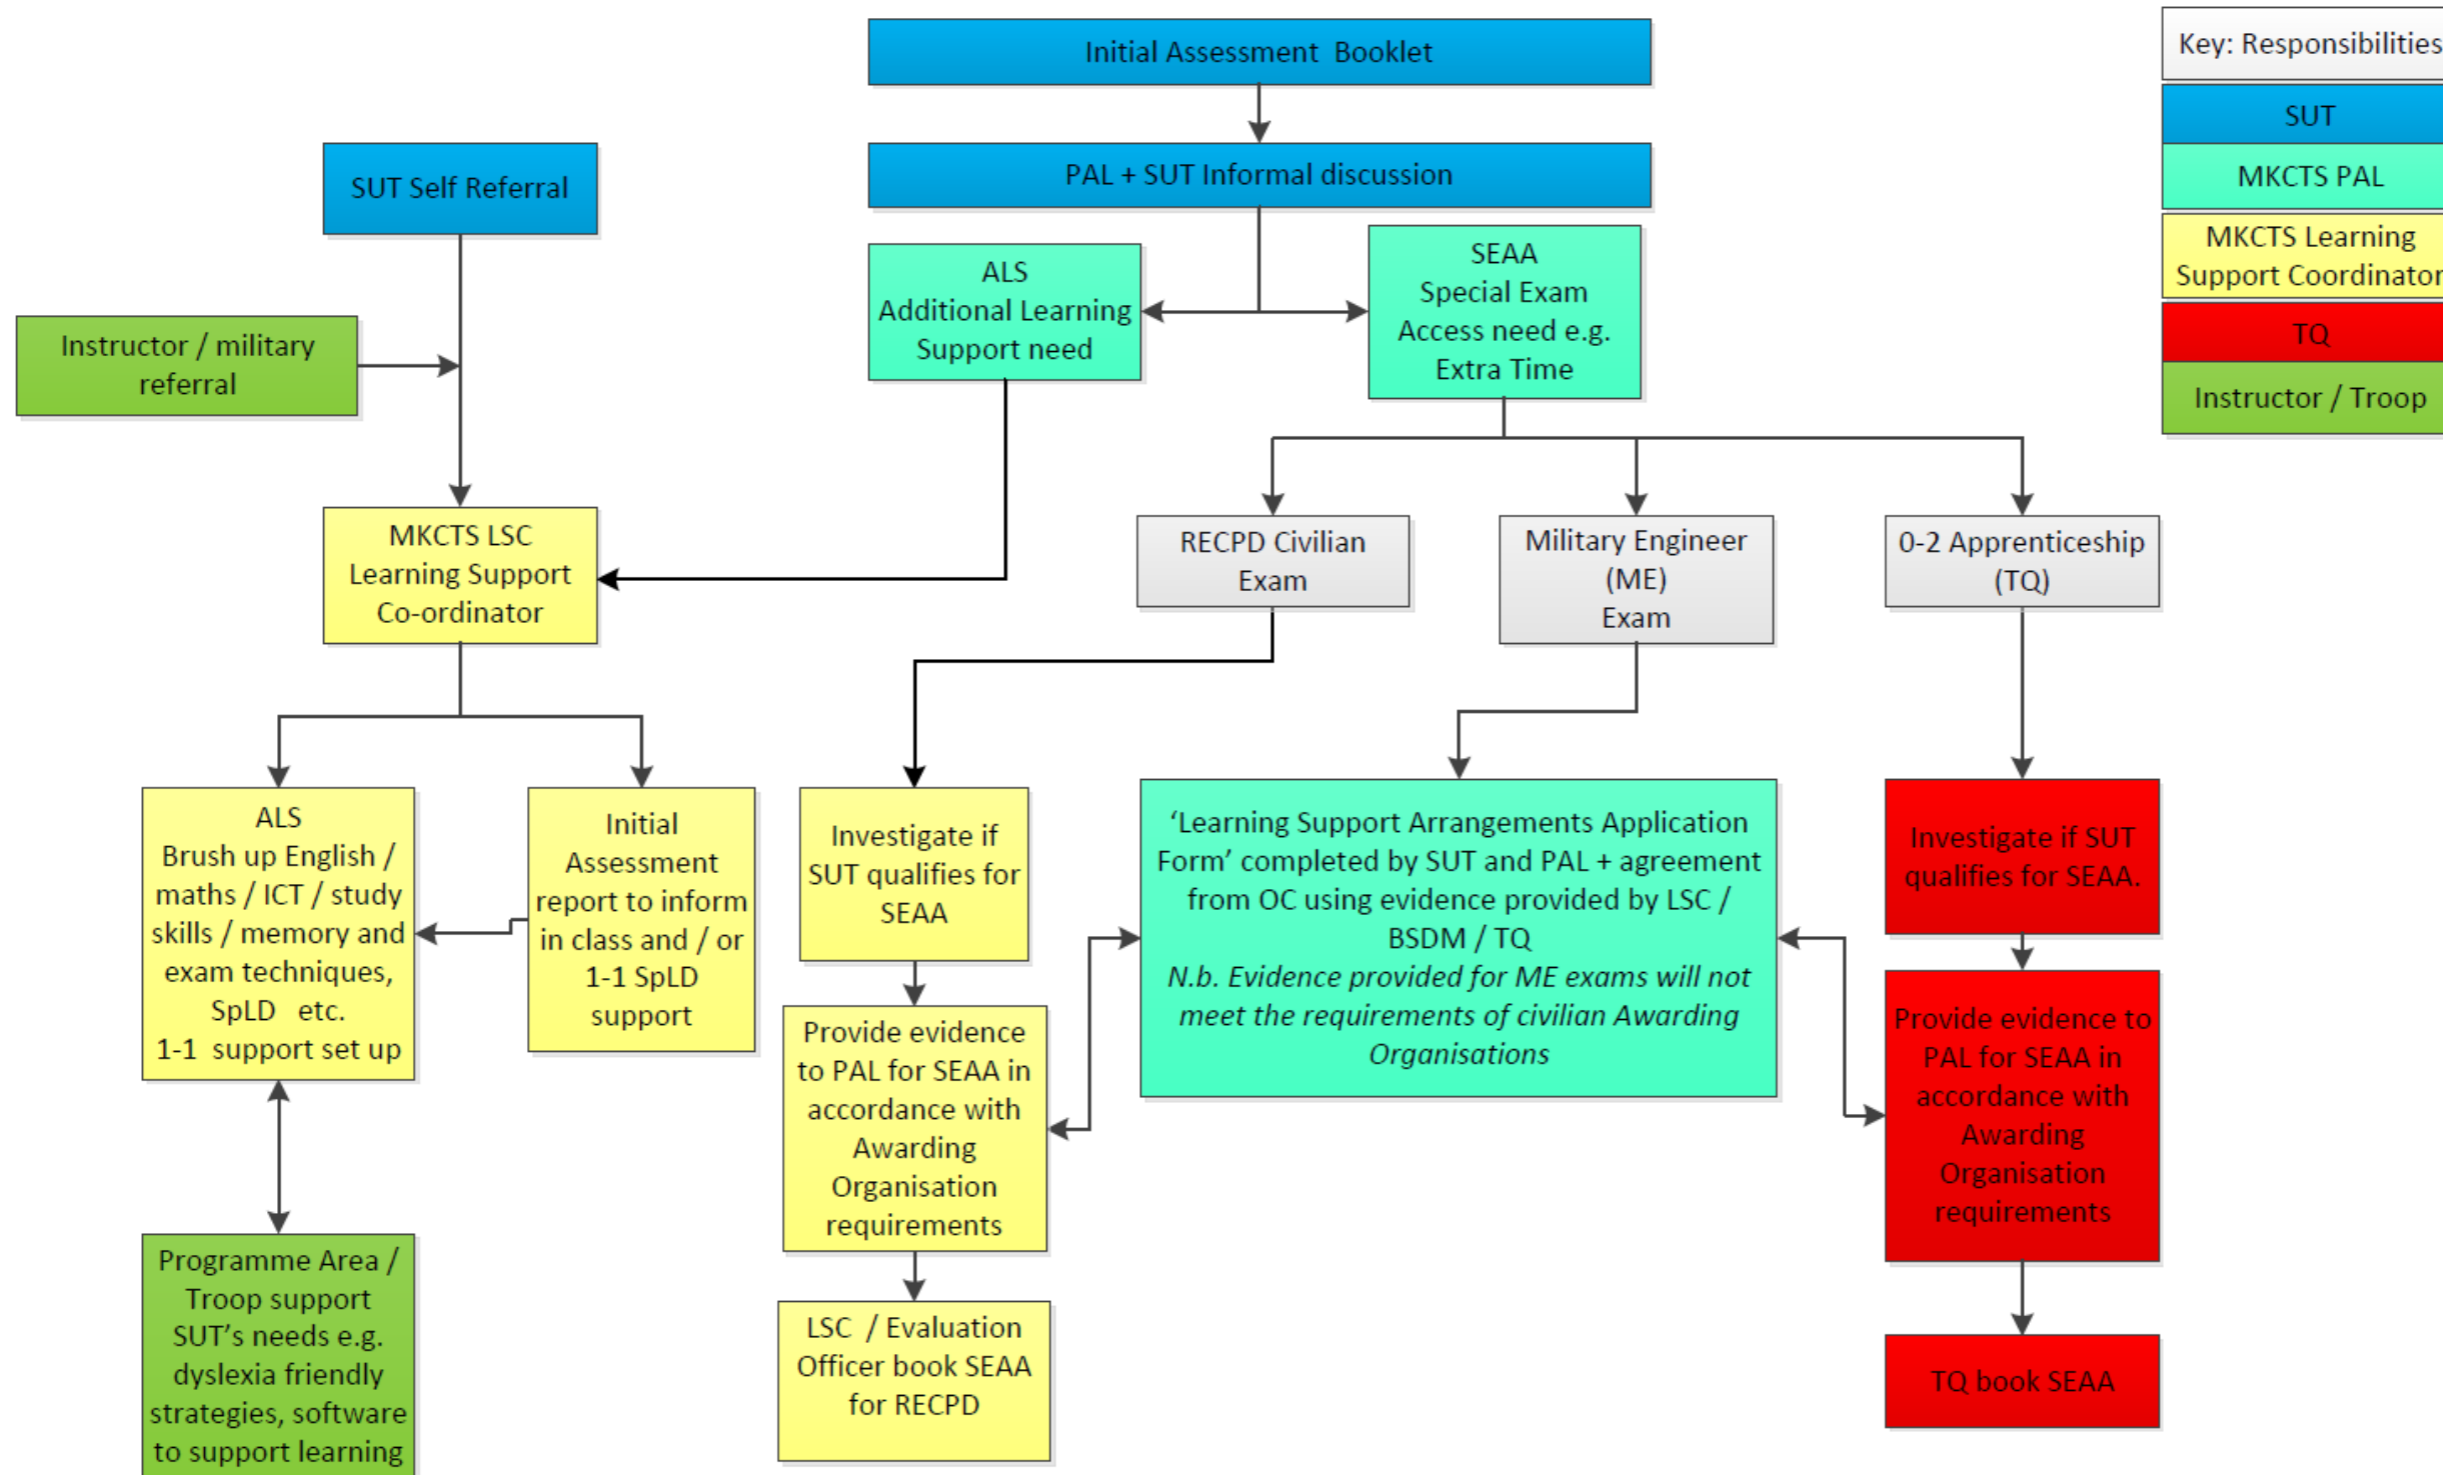 Initial Assessment  Booklet
PAL + SUT Informal discussion
SUT Self Referral
Instructor / military
referral
ALS
Additional Learning
Support need
SEAA
Special Exam
Access need e.g.
Extra Time
Key: Responsibilities
SUT
MKCTS PAL
MKCTS Learning
Support Coordinator
TQ
Instructor / Troop
MKCTS LSC
Learning Support
Co-ordinator
RECPD Civilian
Exam
Military Engineer
(ME)
Exam
0-2 Apprenticeship
(TQ)
ALS
Brush up English /
maths / ICT / study
skills / memory and
exam techniques,
SpLD   etc.
1-1  support set up
Initial
Assessment
report to inform
in class and / or
1-1 SpLD
support
Investigate if
SUT qualifies for
SEAA
Provide evidence
to PAL for SEAA in
accordance with
Awarding
Organisation
requirements
LSC  / Evaluation
Officer book SEAA
for RECPD
‘Learning Support Arrangements Application
Form’ completed by SUT and PAL + agreement
from OC using evidence provided by LSC /
BSDM / TQ
N.b. Evidence provided for ME exams will not
meet the requirements of civilian Awarding
Organisations
Investigate if SUT
qualifies for SEAA.
Provide evidence to
PAL for SEAA in
accordance with
Awarding
Organisation
requirements
TQ book SEAA
Programme Area /
Troop support
SUT’s needs e.g.
dyslexia friendly
strategies, software
to support learning